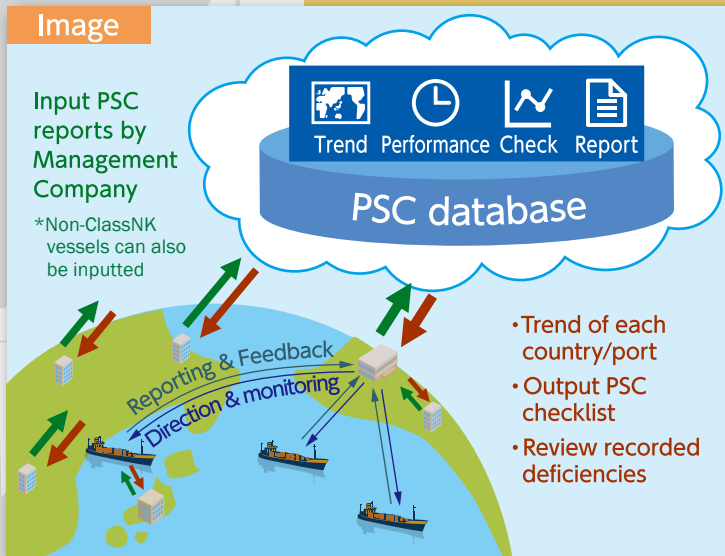 Image
Input PSC
reports by
Management
Company
*Non-ClassNK
vessels can also
be inputted
Trend Performance Check Report
PSC database
Reporting & Feedback
Direction & monitoring
・Trend of each
country/port
・Output PSC
checklist
・Review recorded
deficiencies